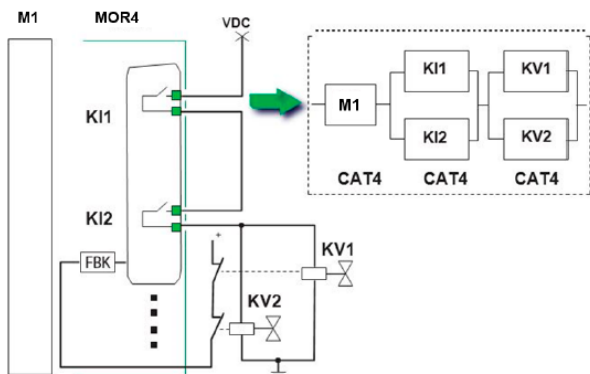 M1
MOR4
VDC
KI1
KI2
FBK
+
KV1
KV2
M1
KI1
KI2
KV1
KV2
CAT4
CAT4
CAT4